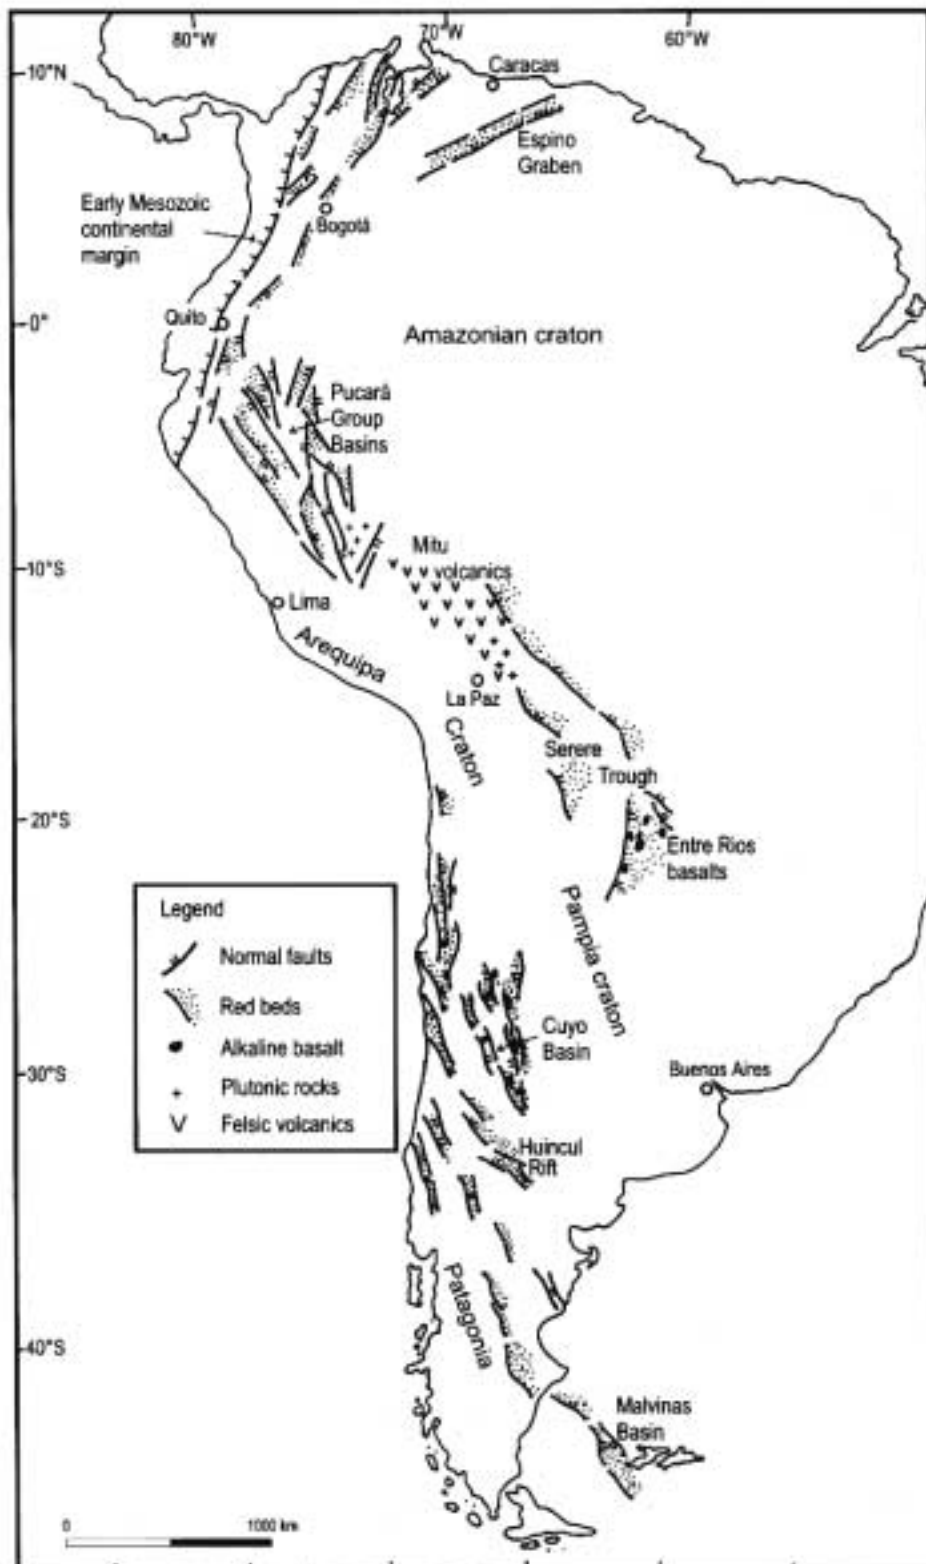 80°W
70°W
60°W
10°N
Caracas
Espino
Graben
Early Mesozoic
continental
margin
Bogotá
Quito
0°
Amazonian craton
Pucará
Group
Basins
Mitu
volcanics
10°S
Lima
Arequipa
La Paz
Craton
Serere
Trough
20°S
Entre Rios
basalts
Pampia craton
Legend
Normal faults
Red beds
Alkaline basalt
Plutonic rocks
Felsic volcanics
Cuyo
Basin
30°S
Buenos Aires
Huincul
Rift
Patagonia
40°S
Malvinas
Basin
0
1000 km